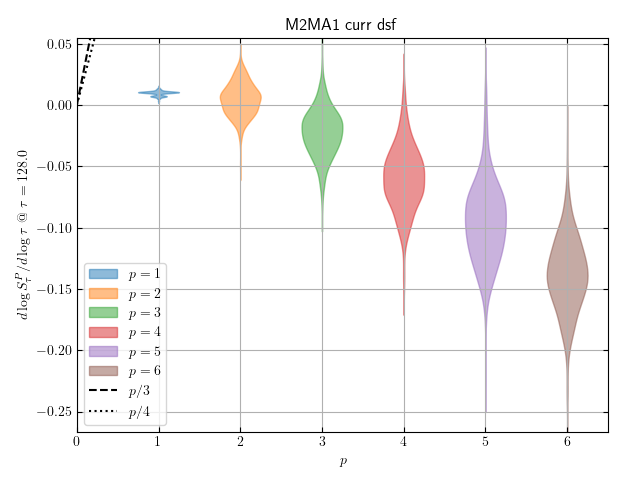 M2MA1 curr dsf
d log S_τ^P / d log τ @ τ = 128.0
0.05
0.00
−0.05
−0.10
−0.15
−0.20
−0.25
p = 1
p = 2
p = 3
p = 4
p = 5
p = 6
p/3
p/4
0 1 2 3 4 5 6
p